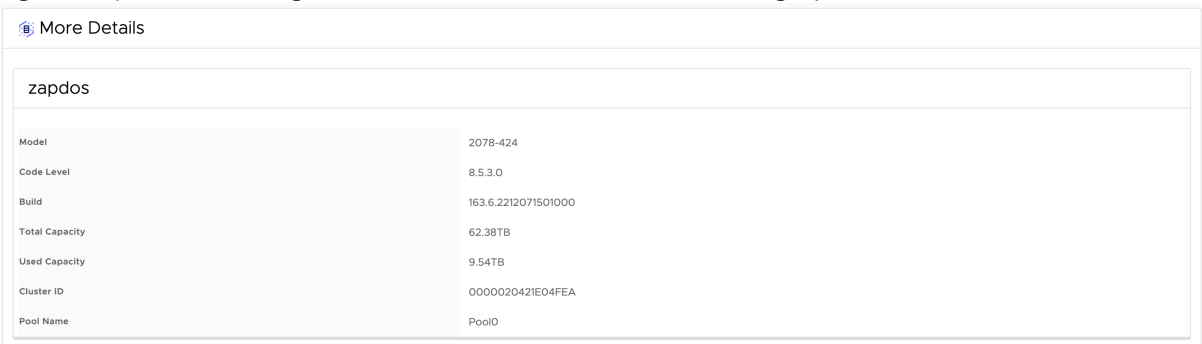 More Details
zapdos
Model 2078-424
Code Level 8.5.3.0
Build 163.6.2212071501000
Total Capacity 62.38TB
Used Capacity 9.54TB
Cluster ID 0000020421E04FEA
Pool Name Pool0